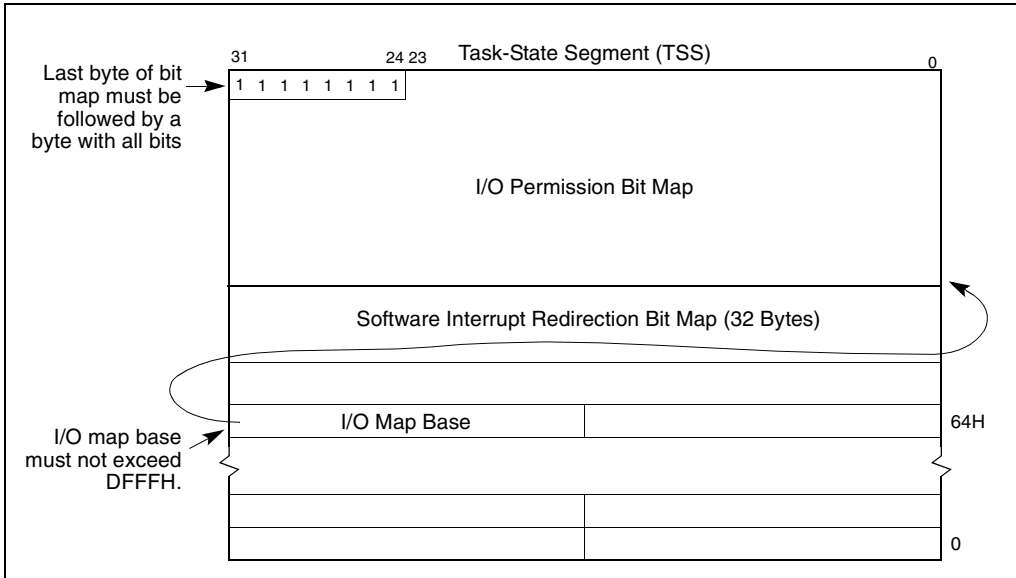 Task-State Segment (TSS)
31
24 23
0
Last byte of bit
map must be
followed by a
byte with all bits
1 1 1 1 1 1 1 1
I/O Permission Bit Map
Software Interrupt Redirection Bit Map (32 Bytes)
I/O Map Base
64H
I/O map base
must not exceed
DFFFH.
0